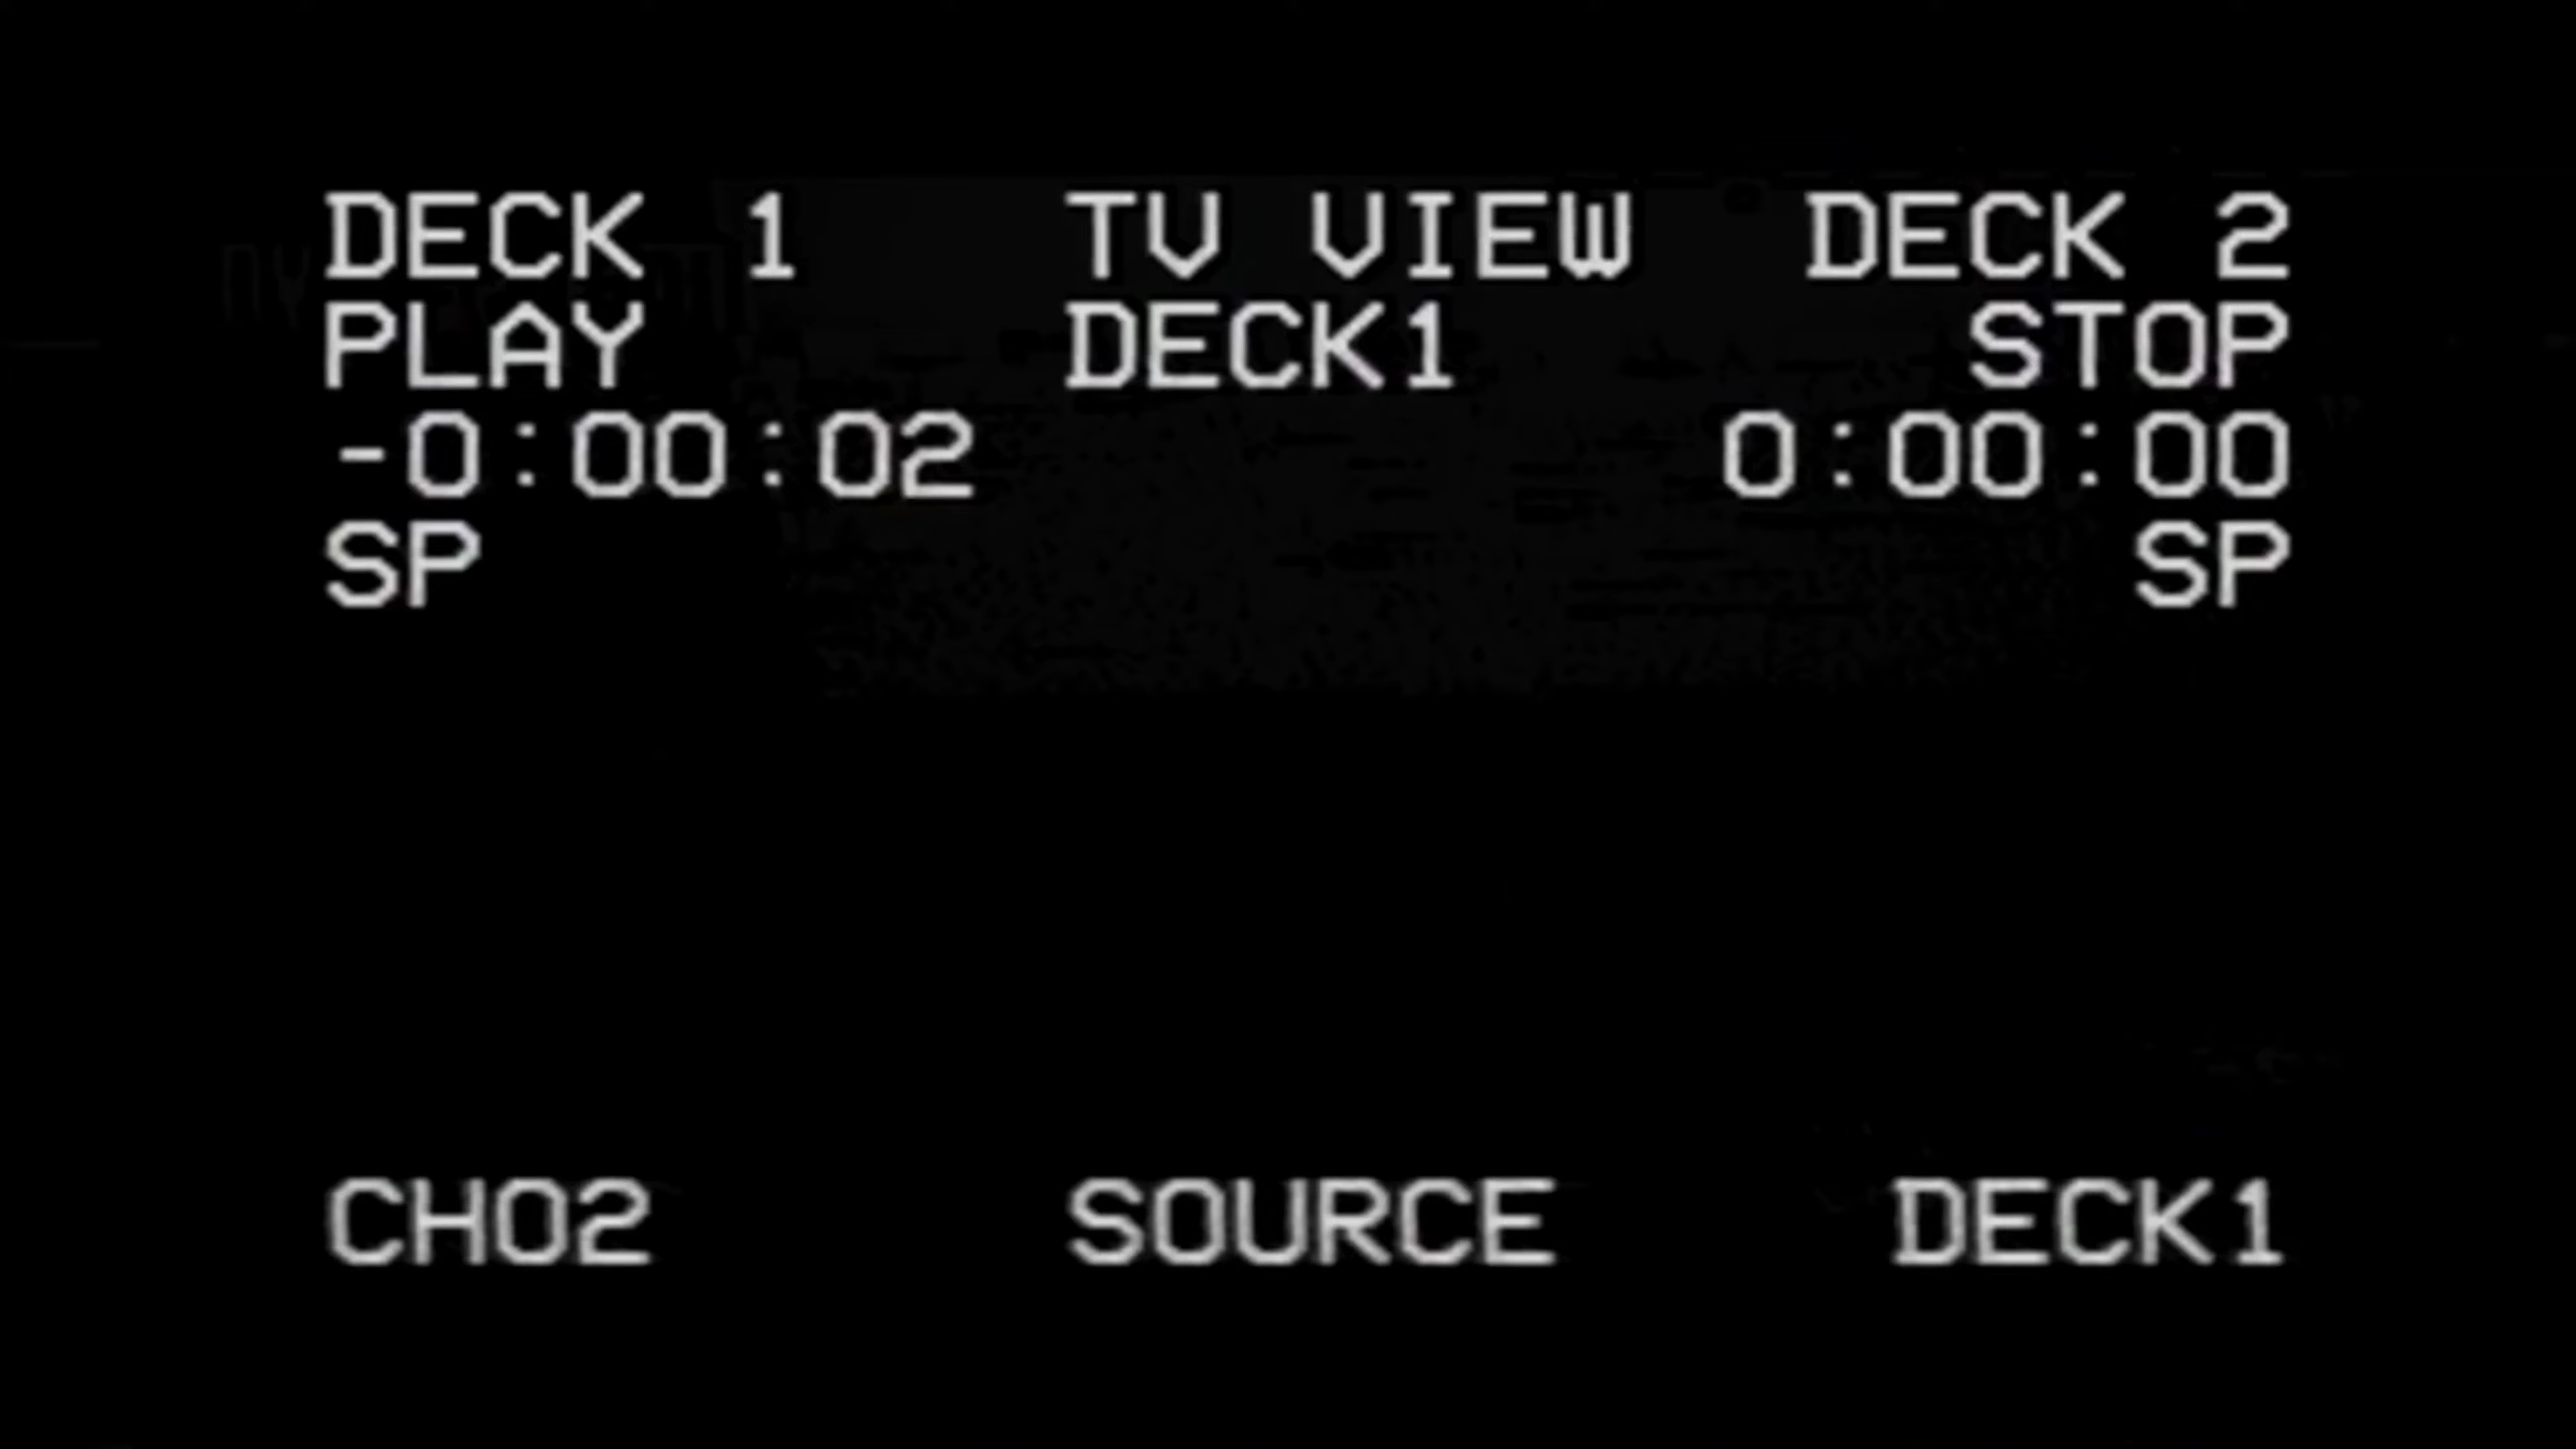 DECK 1 TV VIEW DECK 2
PLAY DECK1 STOP
-0:00:02 0:00:00
SP SP
CH02 SOURCE DECK1